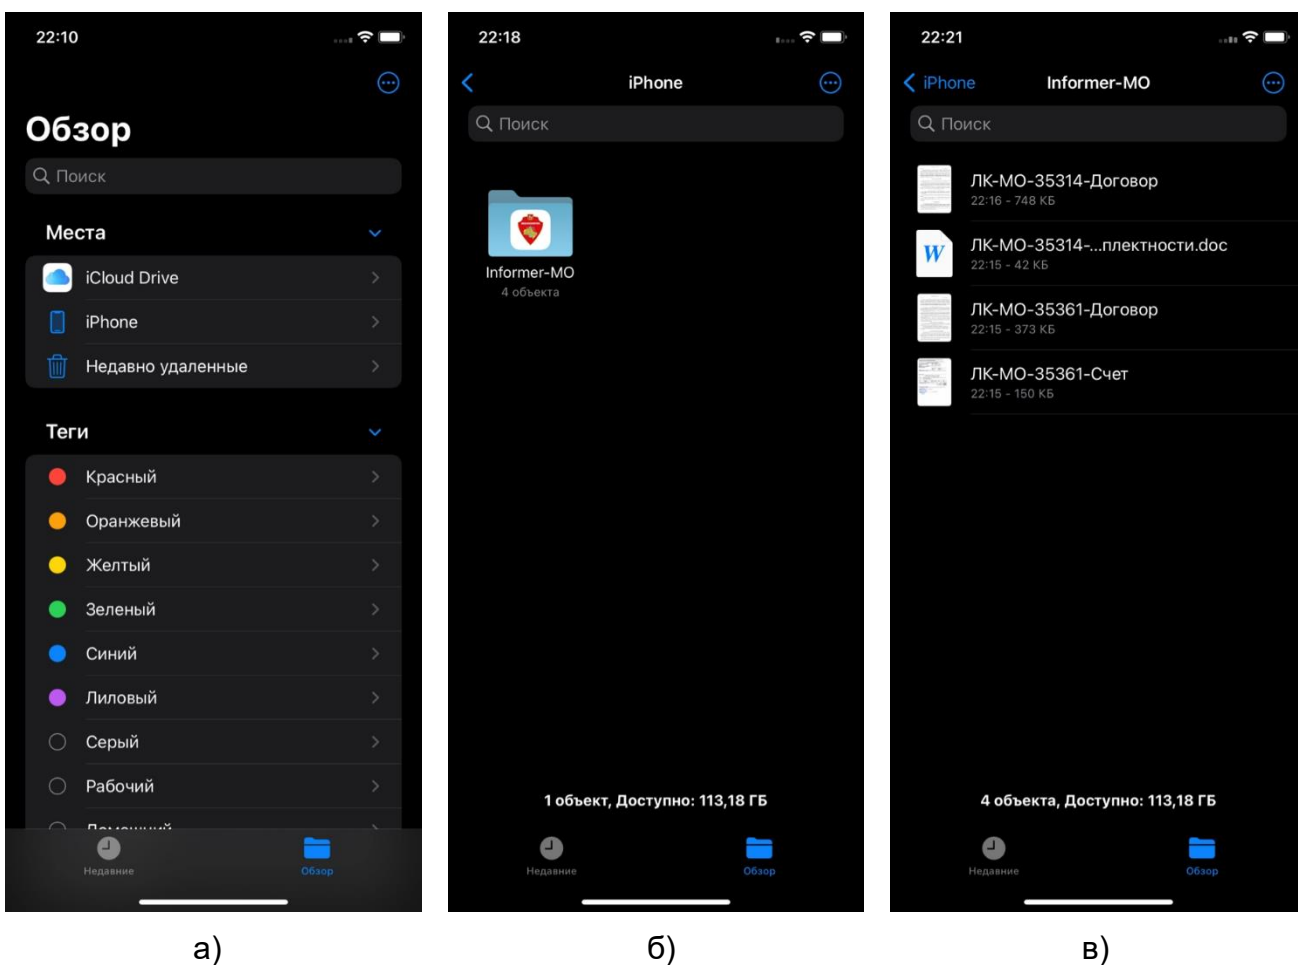 22:10
Обзор
Поиск
Места
iCloud Drive
iPhone
Недавно удаленные
Теги
Красный
Оранжевый
Желтый
Зеленый
Синий
Лиловый
Серый
Рабочий
Домашний
Недавние
Обзор
а)
22:18
iPhone
Поиск
Informer-MO
4 объекта
1 объект, Доступно: 113,18 ГБ
Недавние
Обзор
б)
22:21
iPhone
Informer-MO
Поиск
ЛК-МО-35314-Договор
22:16 - 748 КБ
W
ЛК-МО-35314-...плектности.doc
22:15 - 42 КБ
ЛК-МО-35361-Договор
22:15 - 373 КБ
ЛК-МО-35361-Счет
22:15 - 150 КБ
4 объекта, Доступно: 113,18 ГБ
Недавние
Обзор
в)